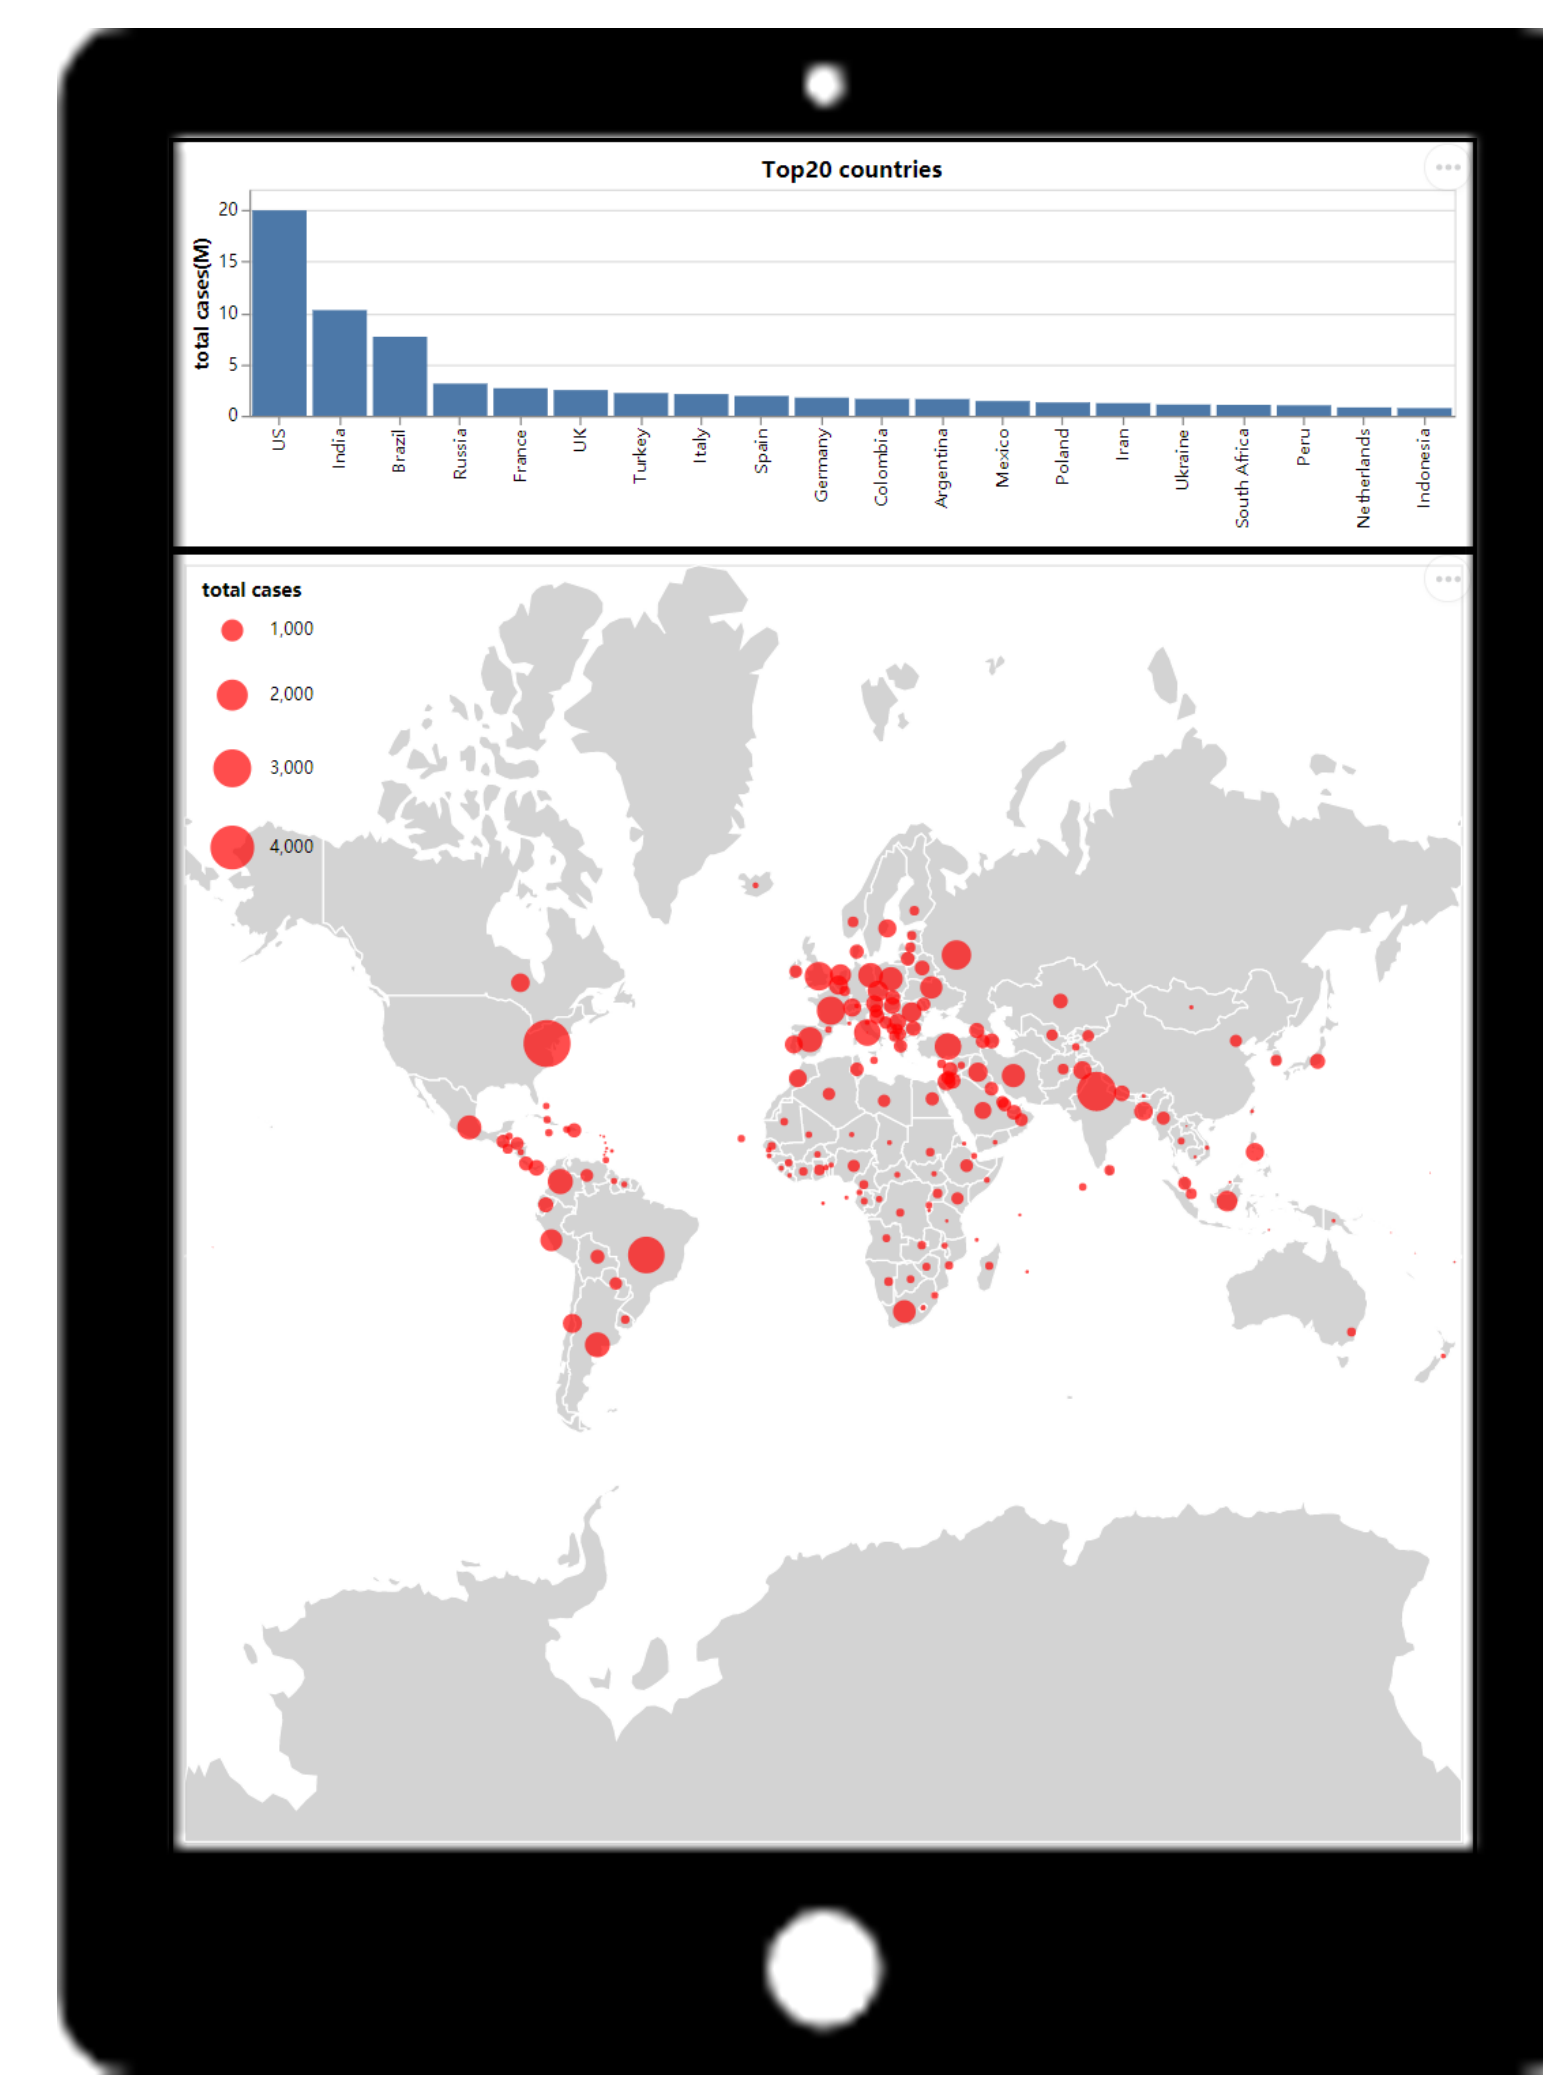 Top20 countries
total cases(M)
20
15
10
5
0
US
India
Brazil
Russia
France
UK
Turkey
Italy
Spain
Germany
Colombia
Argentina
Mexico
Poland
Iran
Ukraine
South Africa
Peru
Netherlands
Indonesia
total cases
1,000
2,000
3,000
4,000